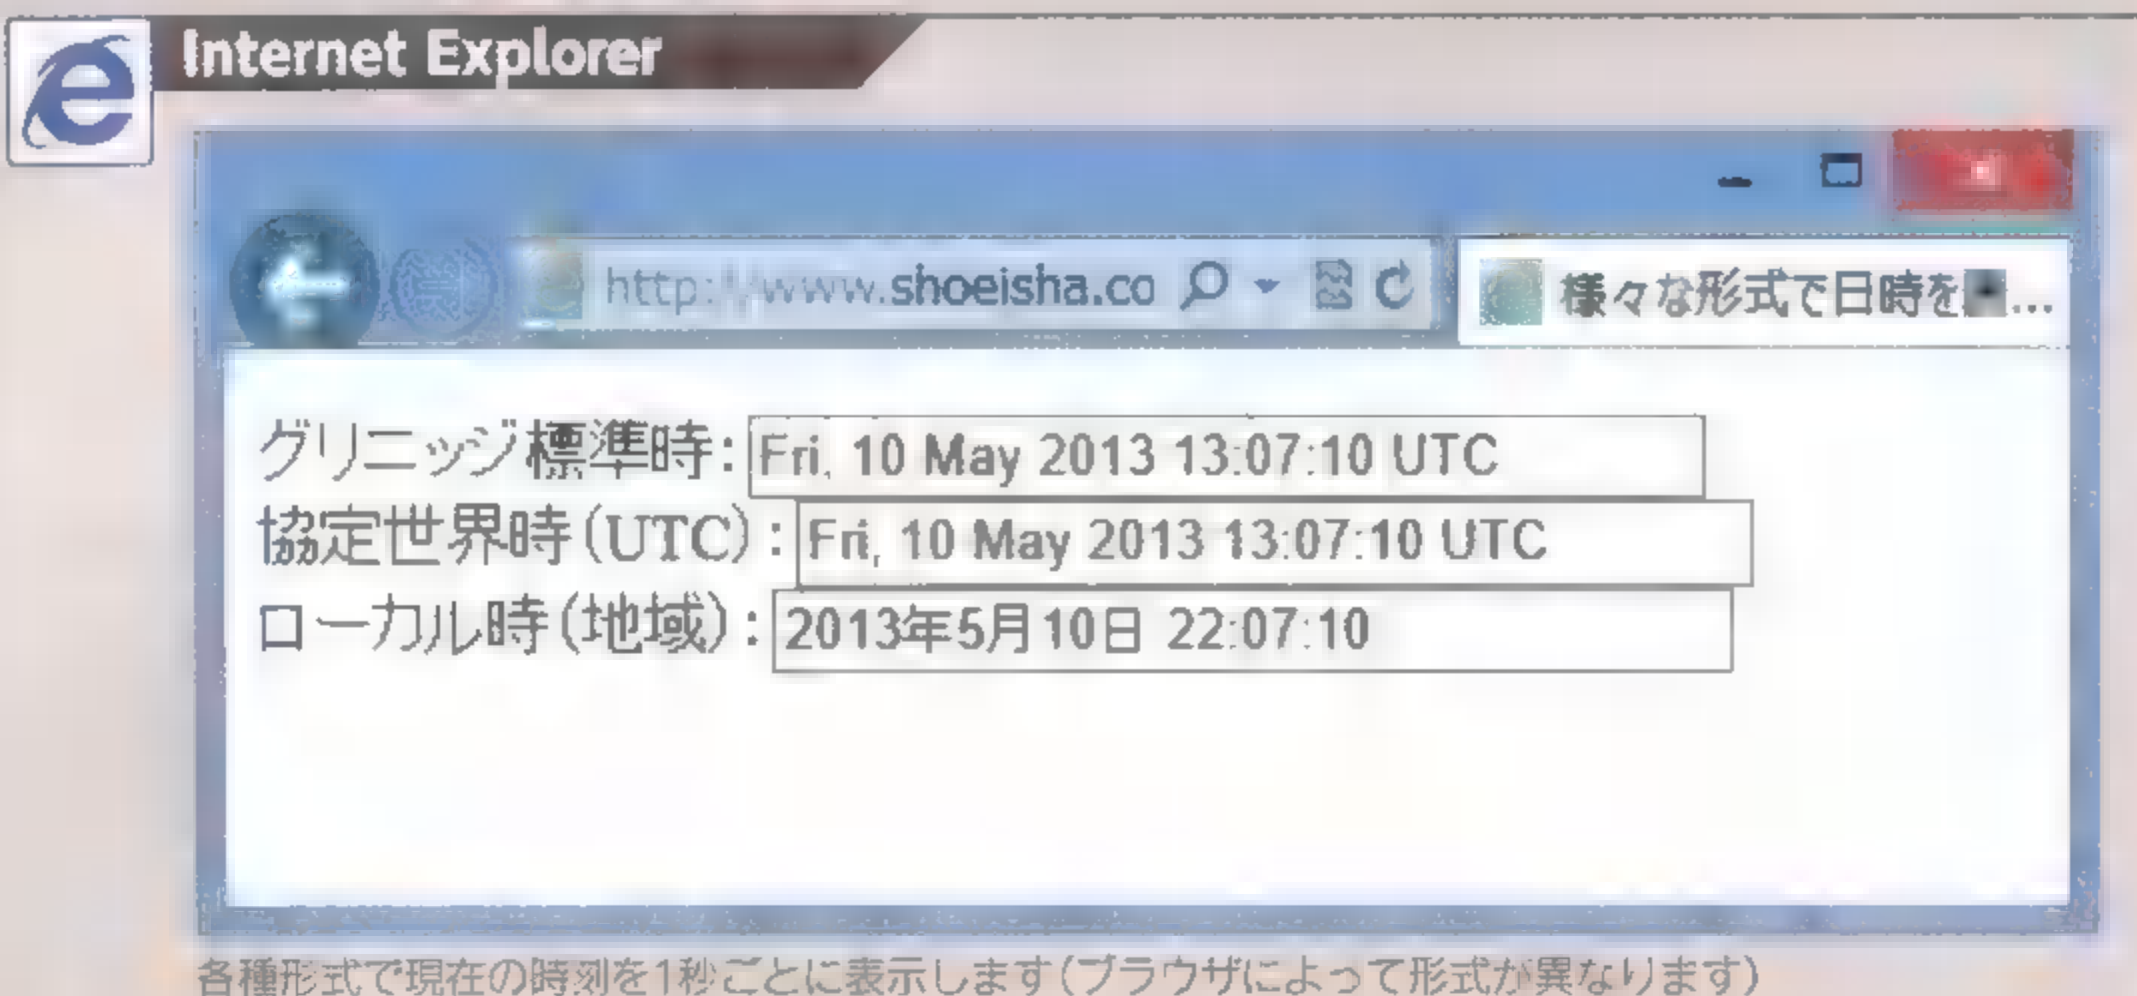 Internet Explorer
http://www.shoeisha.co
様々な形式で日時を...
グリニッジ標準時: Fri, 10 May 2013 13:07:10 UTC
協定世界時(UTC): Fri, 10 May 2013 13:07:10 UTC
ローカル時(地域): 2013年5月10日 22:07:10
各種形式で現在の時刻を1秒ごとに表示します(ブラウザによって形式が異なります)